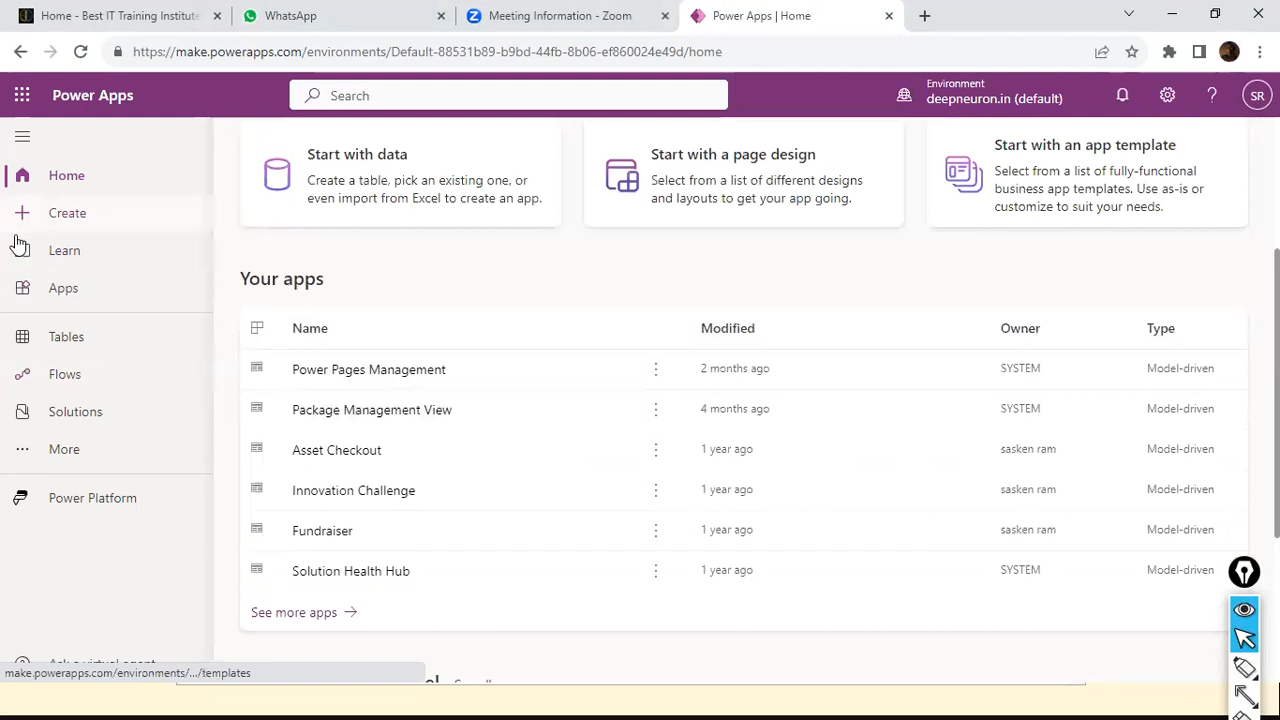 Home - Best IT Training Institute
WhatsApp
Meeting Information - Zoom
Power Apps | Home
https://make.powerapps.com/environments/Default-88531b89-b9bd-44fb-8b06-ef860024e49d/home
Power Apps
Search
Environment
deepneuron.in (default)
SR
Home
Create
Learn
Apps
Tables
Flows
Solutions
More
Power Platform
Start with data
Create a table, pick an existing one, or
even import from Excel to create an app.
Start with a page design
Select from a list of different designs
and layouts to get your app going.
Start with an app template
Select from a list of fully-functional
business app templates. Use as-is or
customize to suit your needs.
Your apps
Name Modified Owner Type
Power Pages Management 2 months ago SYSTEM Model-driven
Package Management View 4 months ago SYSTEM Model-driven
Asset Checkout 1 year ago sasken ram Model-driven
Innovation Challenge 1 year ago sasken ram Model-driven
Fundraiser 1 year ago sasken ram Model-driven
Solution Health Hub 1 year ago SYSTEM Model-driven
See more apps
Ask a virtual agent
make.powerapps.com/environments/.../templates